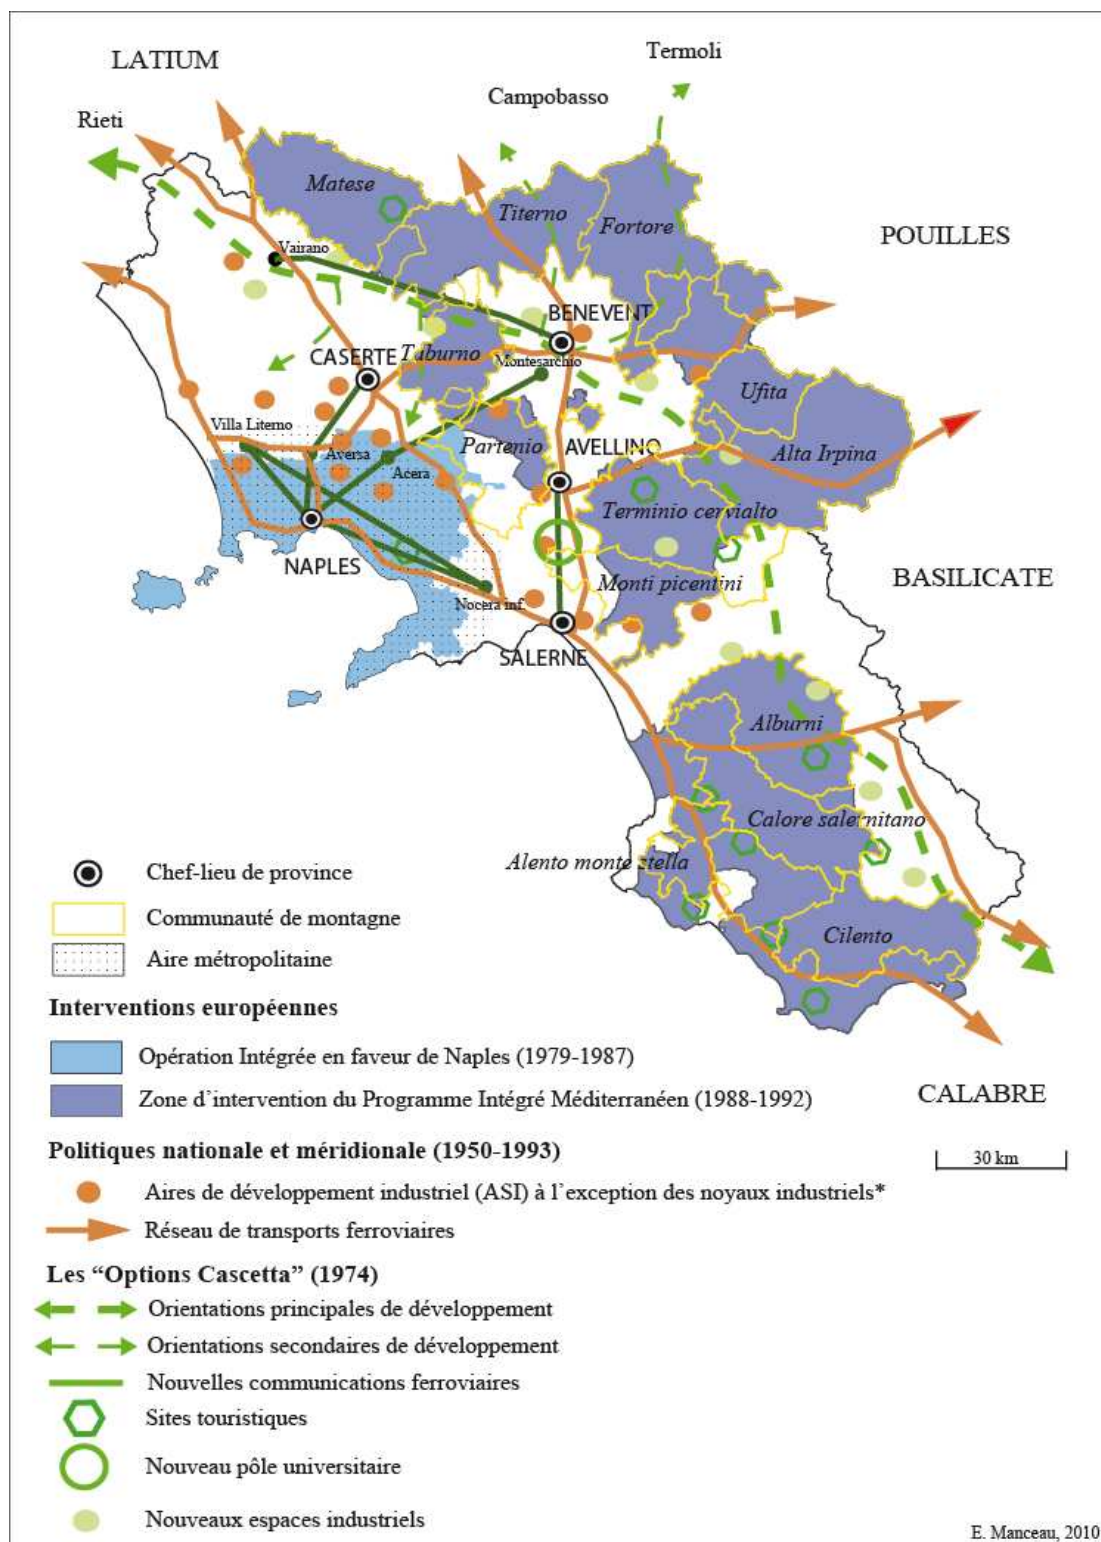 LATIUM
Termoli
Campobasso
Rieti
Matese
Titerno
Fortore
POUILLES
Vairano
BENEVENT
CASERTE
Taburno
Montesarchio
Ufita
Villa Literno
Aversa
Acera
Partenio
AVELLINO
Alta Irpina
Terminio cervialto
NAPLES
BASILICATE
Monti picentini
Nocera inf.
SALERNE
Alburni
Calore salernitano
Alento monte stella
Cilento
CALABRE
30 km
Chef-lieu de province
Communauté de montagne
Aire métropolitaine
Interventions européennes
Opération Intégrée en faveur de Naples (1979-1987)
Zone d'intervention du Programme Intégré Méditerranéen (1988-1992)
Politiques nationale et méridionale (1950-1993)
Aires de développement industriel (ASI) à l'exception des noyaux industriels*
Réseau de transports ferroviaires
Les “Options Cascetta” (1974)
Orientations principales de développement
Orientations secondaires de développement
Nouvelles communications ferroviaires
Sites touristiques
Nouveau pôle universitaire
Nouveaux espaces industriels
E. Manceau, 2010